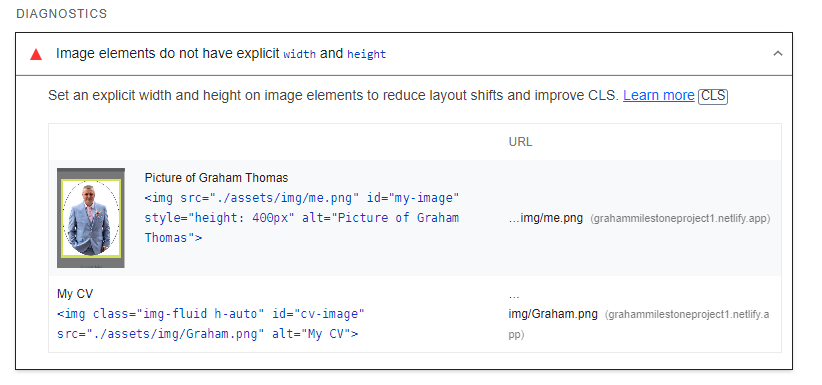 DIAGNOSTICS
Image elements do not have explicit width and height
Set an explicit width and height on image elements to reduce layout shifts and improve CLS. Learn more CLS
URL
Picture of Graham Thomas
<img src="./assets/img/me.png" id="my-image"
style="height: 400px" alt="Picture of Graham
Thomas">
…img/me.png (grahammilestoneproject1.netlify.app)
My CV
<img class="img-fluid h-auto" id="cv-image"
src="./assets/img/Graham.png" alt="My CV">
…
img/Graham.png (grahammilestoneproject1.netlify.a
pp)